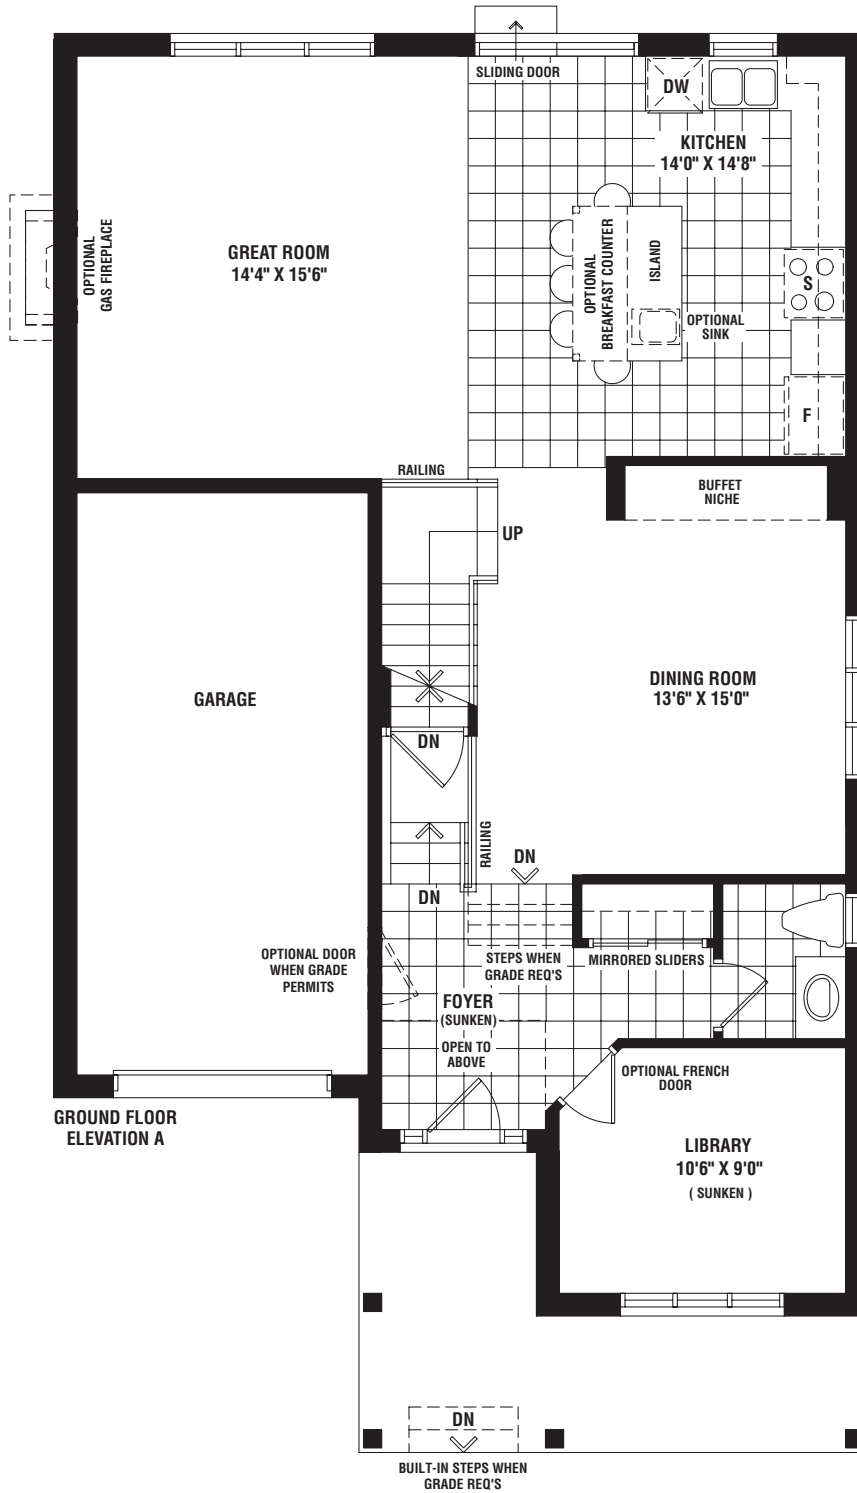 SLIDING DOOR
DW
KITCHEN
14'0" X 14'8"
GREAT ROOM
14'4" X 15'6"
OPTIONAL
GAS FIREPLACE
OPTIONAL
BREAKFAST COUNTER
ISLAND
OPTIONAL
SINK
S
F
RAILING
BUFFET
NICHE
UP
GARAGE
DINING ROOM
13'6" X 15'0"
DN
RAILING
DN
DN
OPTIONAL DOOR
WHEN GRADE
PERMITS
STEPS WHEN
GRADE REQ'S
MIRRORED SLIDERS
FOYER
(SUNKEN)
OPEN TO
ABOVE
OPTIONAL FRENCH
DOOR
GROUND FLOOR
ELEVATION A
LIBRARY
10'6" X 9'0"
( SUNKEN )
DN
BUILT-IN STEPS WHEN
GRADE REQ'S